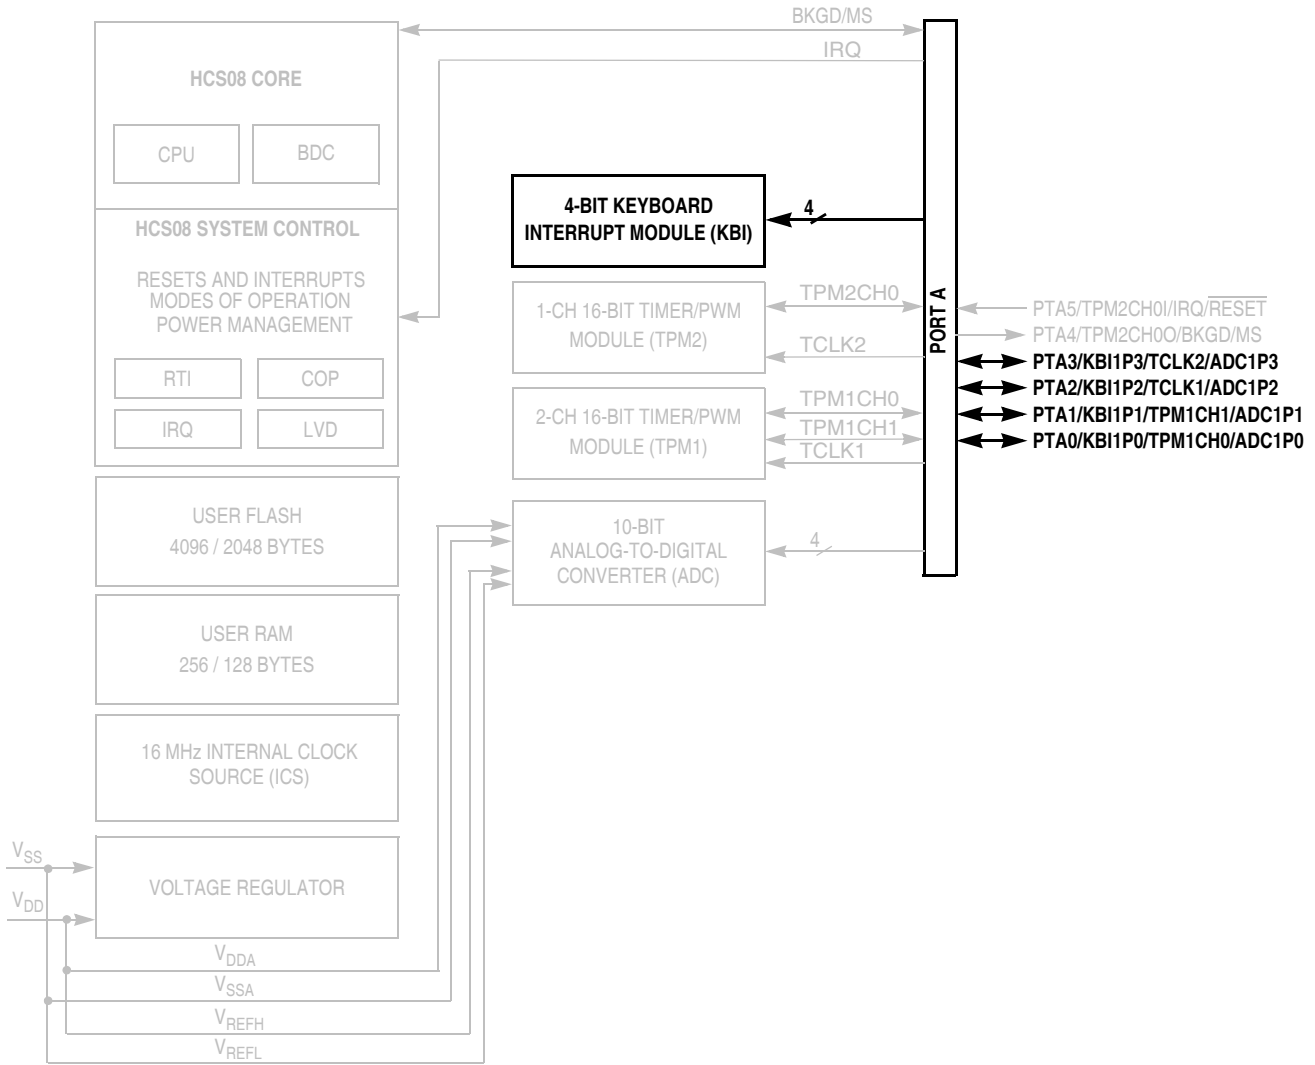 BKGD/MS
IRQ
HCS08 CORE
CPU
BDC
HCS08 SYSTEM CONTROL
RESETS AND INTERRUPTS
MODES OF OPERATION
POWER MANAGEMENT
RTI
COP
IRQ
LVD
USER FLASH
4096 / 2048 BYTES
USER RAM
256 / 128 BYTES
16 MHz INTERNAL CLOCK
SOURCE (ICS)
VOLTAGE REGULATOR
VSS
VDD
VDDA
VSSA
VREFH
VREFL
4-BIT KEYBOARD
INTERRUPT MODULE (KBI)
4
1-CH 16-BIT TIMER/PWM
MODULE (TPM2)
TPM2CH0
TCLK2
2-CH 16-BIT TIMER/PWM
MODULE (TPM1)
TPM1CH0
TPM1CH1
TCLK1
10-BIT
ANALOG-TO-DIGITAL
CONVERTER (ADC)
4
PORT A
PTA5/TPM2CH0I/IRQ/RESET
PTA4/TPM2CH0O/BKGD/MS
PTA3/KBI1P3/TCLK2/ADC1P3
PTA2/KBI1P2/TCLK1/ADC1P2
PTA1/KBI1P1/TPM1CH1/ADC1P1
PTA0/KBI1P0/TPM1CH0/ADC1P0